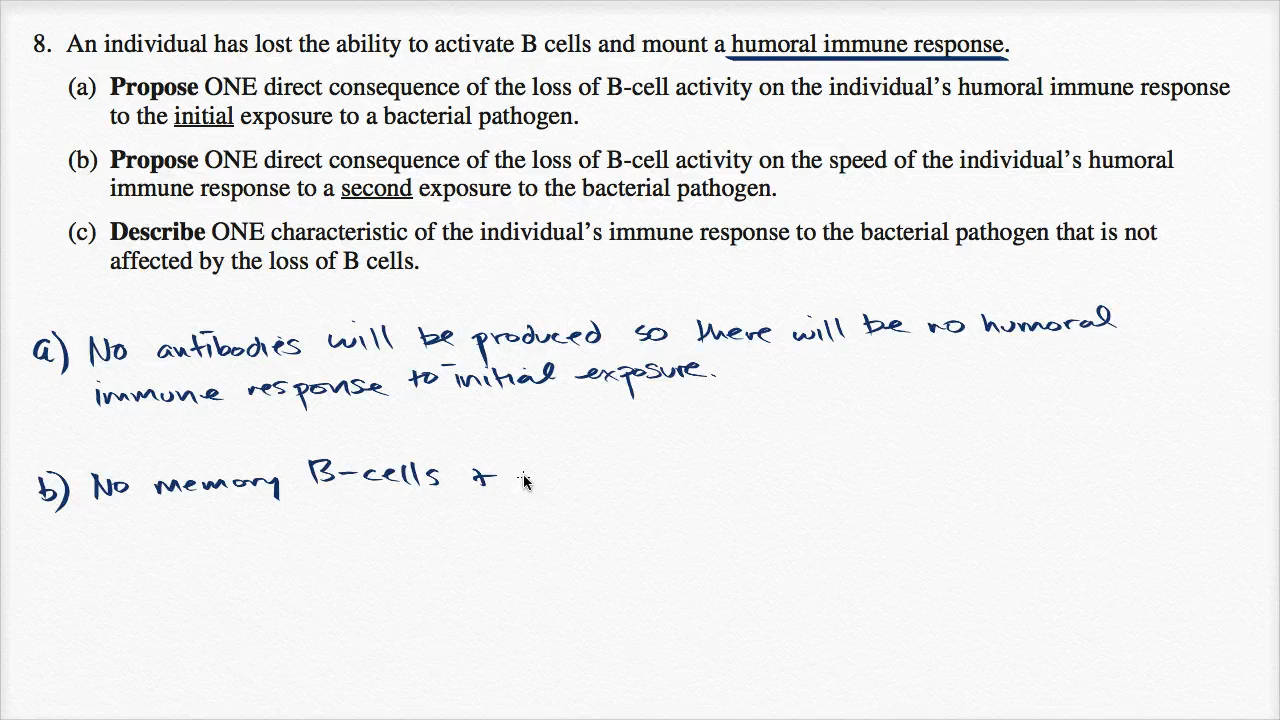 8. An individual has lost the ability to activate B cells and mount a humoral immune response.
(a) Propose ONE direct consequence of the loss of B-cell activity on the individual's humoral immune response
to the initial exposure to a bacterial pathogen.
(b) Propose ONE direct consequence of the loss of B-cell activity on the speed of the individual's humoral
immune response to a second exposure to the bacterial pathogen.
(c) Describe ONE characteristic of the individual's immune response to the bacterial pathogen that is not
affected by the loss of B cells.
a) No antibodies will be produced so there will be no humoral
immune response to initial exposure.
b) No memory B-cells +